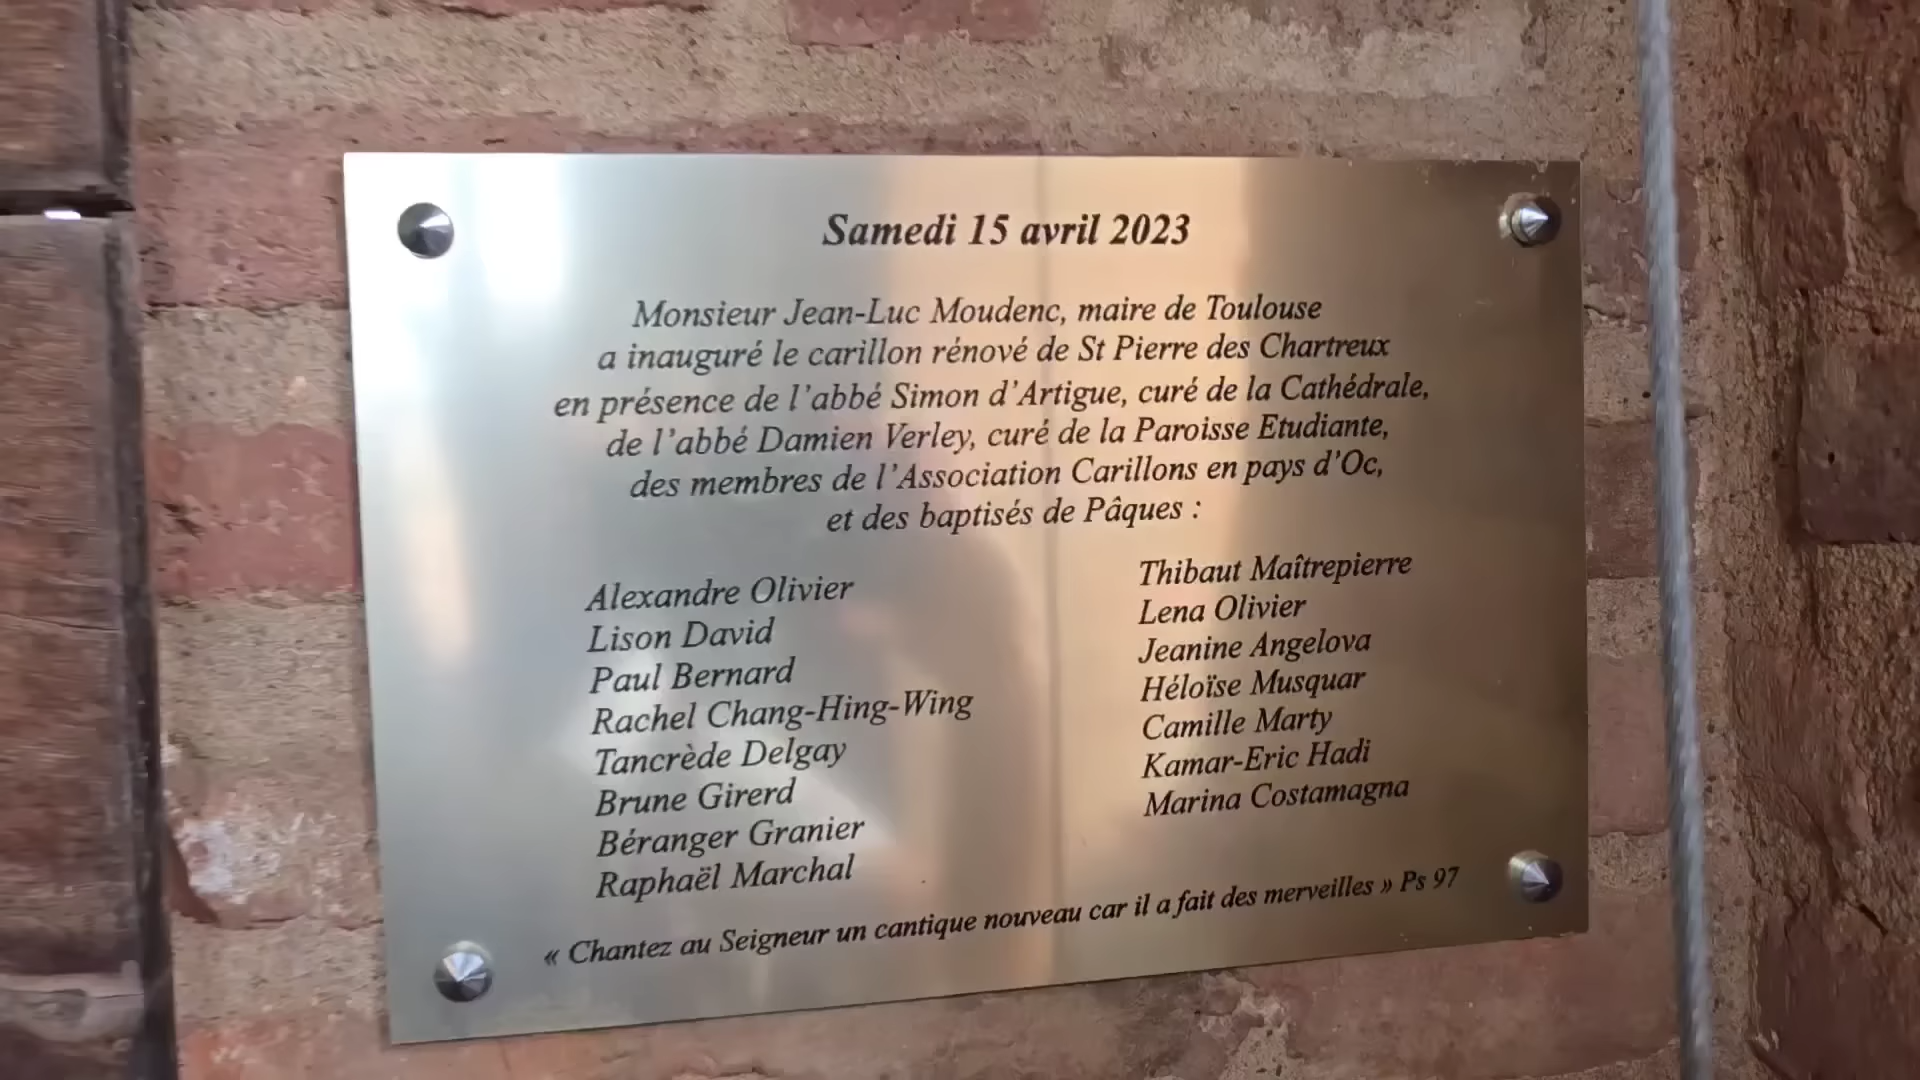 Samedi 15 avril 2023
Monsieur Jean-Luc Moudenc, maire de Toulouse
a inauguré le carillon rénové de St Pierre des Chartreux
en présence de l'abbé Simon d'Artigue, curé de la Cathédrale,
de l'abbé Damien Verley, curé de la Paroisse Etudiante,
des membres de l'Association Carillons en pays d'Oc,
et des baptisés de Pâques :
Alexandre Olivier
Lison David
Paul Bernard
Rachel Chang-Hing-Wing
Tancrède Delgay
Brune Girerd
Béranger Granier
Raphaël Marchal
Thibaut Maîtrepierre
Lena Olivier
Jeanine Angelova
Héloïse Musquar
Camille Marty
Kamar-Eric Hadi
Marina Costamagna
« Chantez au Seigneur un cantique nouveau car il a fait des merveilles » Ps 97